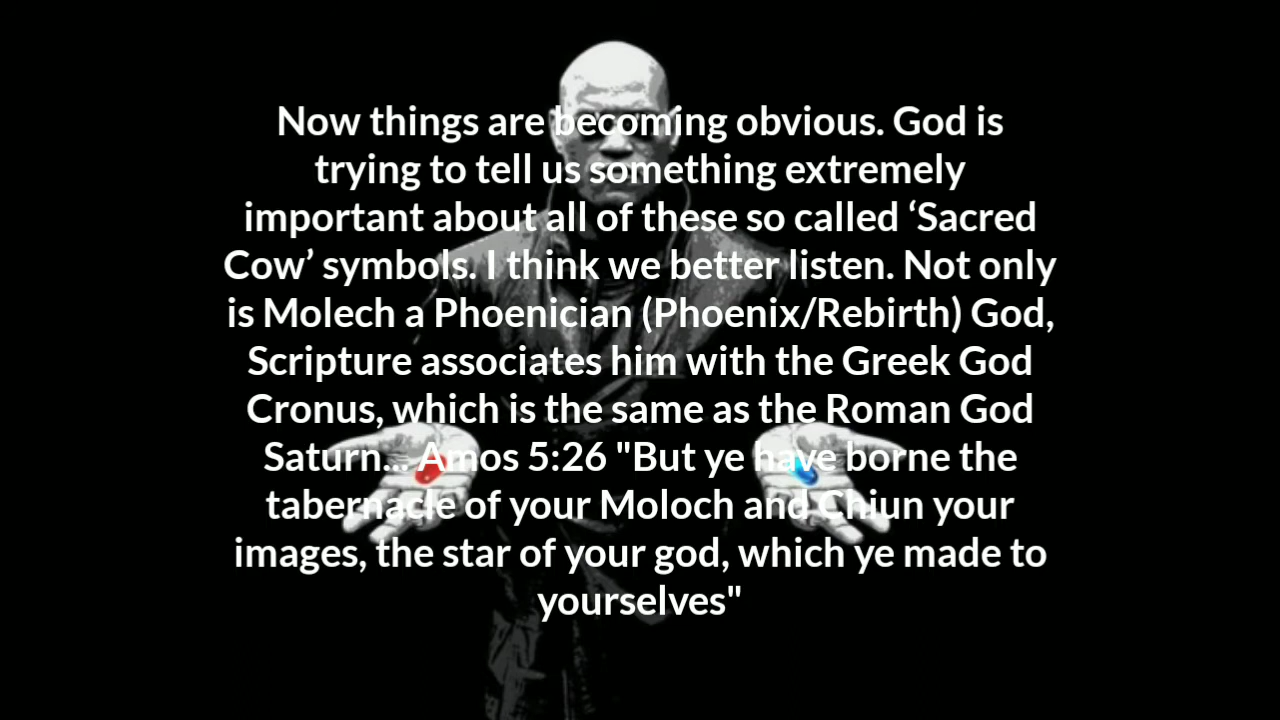 Now things are becoming obvious. God is
trying to tell us something extremely
important about all of these so called ‘Sacred
Cow’ symbols. I think we better listen. Not only
is Molech a Phoenician (Phoenix/Rebirth) God,
Scripture associates him with the Greek God
Cronus, which is the same as the Roman God
Saturn... Amos 5:26 "But ye have borne the
tabernacle of your Moloch and Chiun your
images, the star of your god, which ye made to
yourselves"